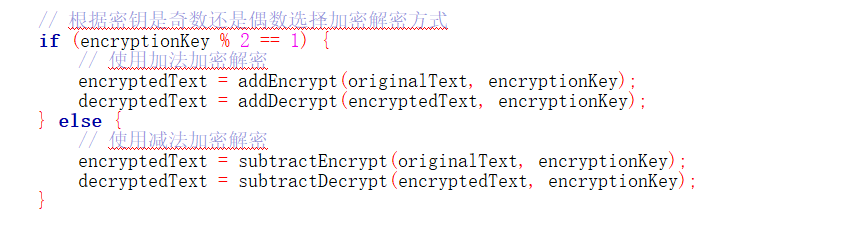 // 根据密钥是奇数还是偶数选择加密解密方式
if (encryptionKey % 2 == 1) {
// 使用加法加密解密
encryptedText = addEncrypt(originalText, encryptionKey);
decryptedText = addDecrypt(encryptedText, encryptionKey);
} else {
// 使用减法加密解密
encryptedText = subtractEncrypt(originalText, encryptionKey);
decryptedText = subtractDecrypt(encryptedText, encryptionKey);
}